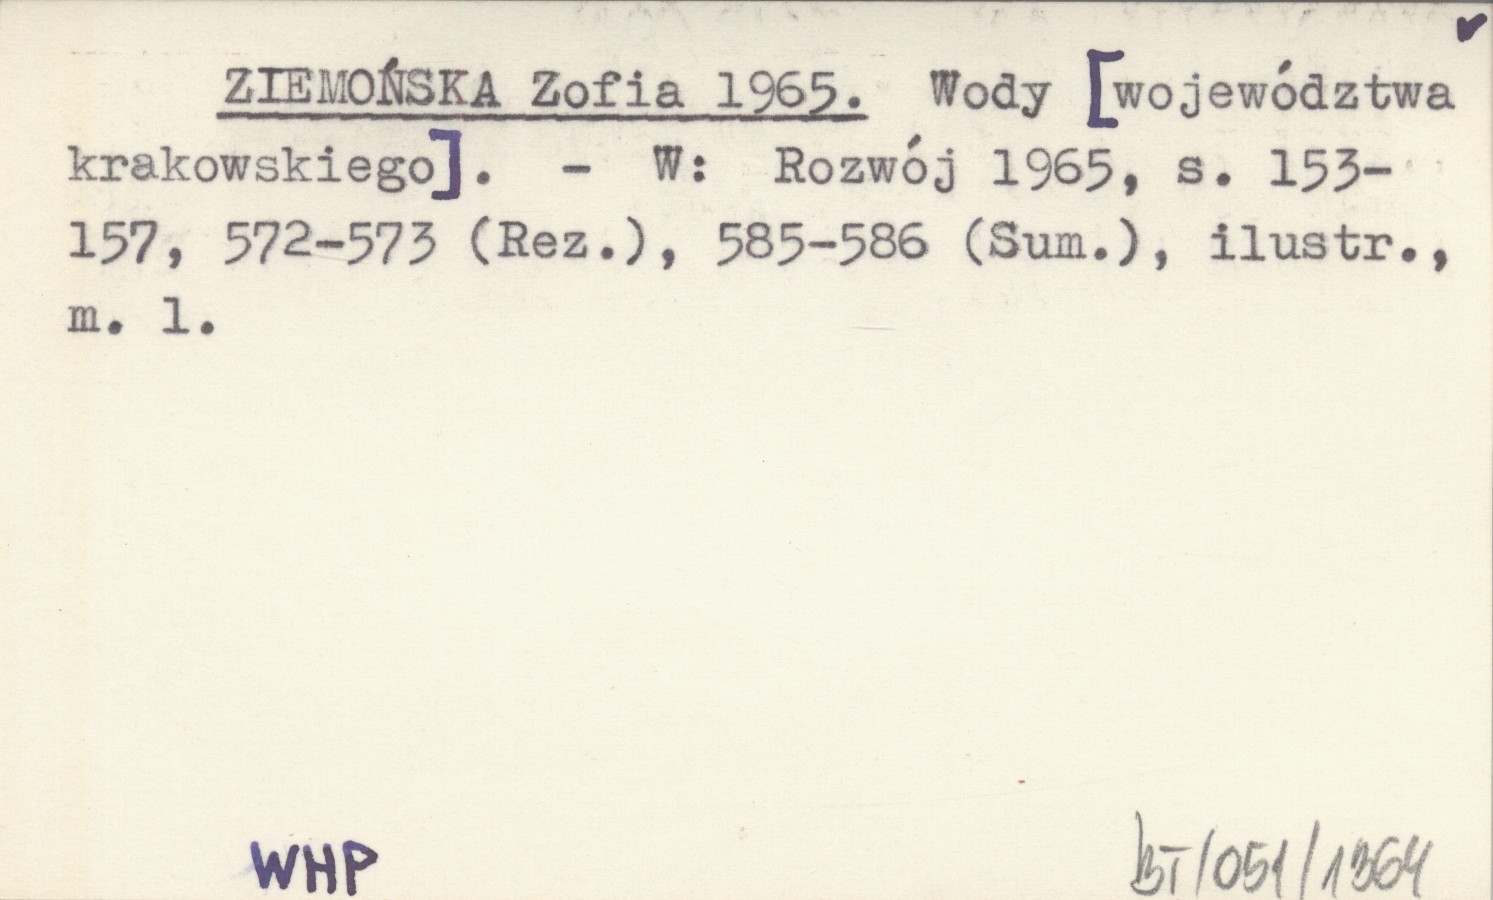 ZIEMOŃSKA Zofia 1965. Wody [województwa
krakowskiego]. - W: Rozwój 1965, s. 153-
157, 572-573 (Rez.), 585-586 (Sum.), ilustr.,
m. l.
WHP
BT/051/1364